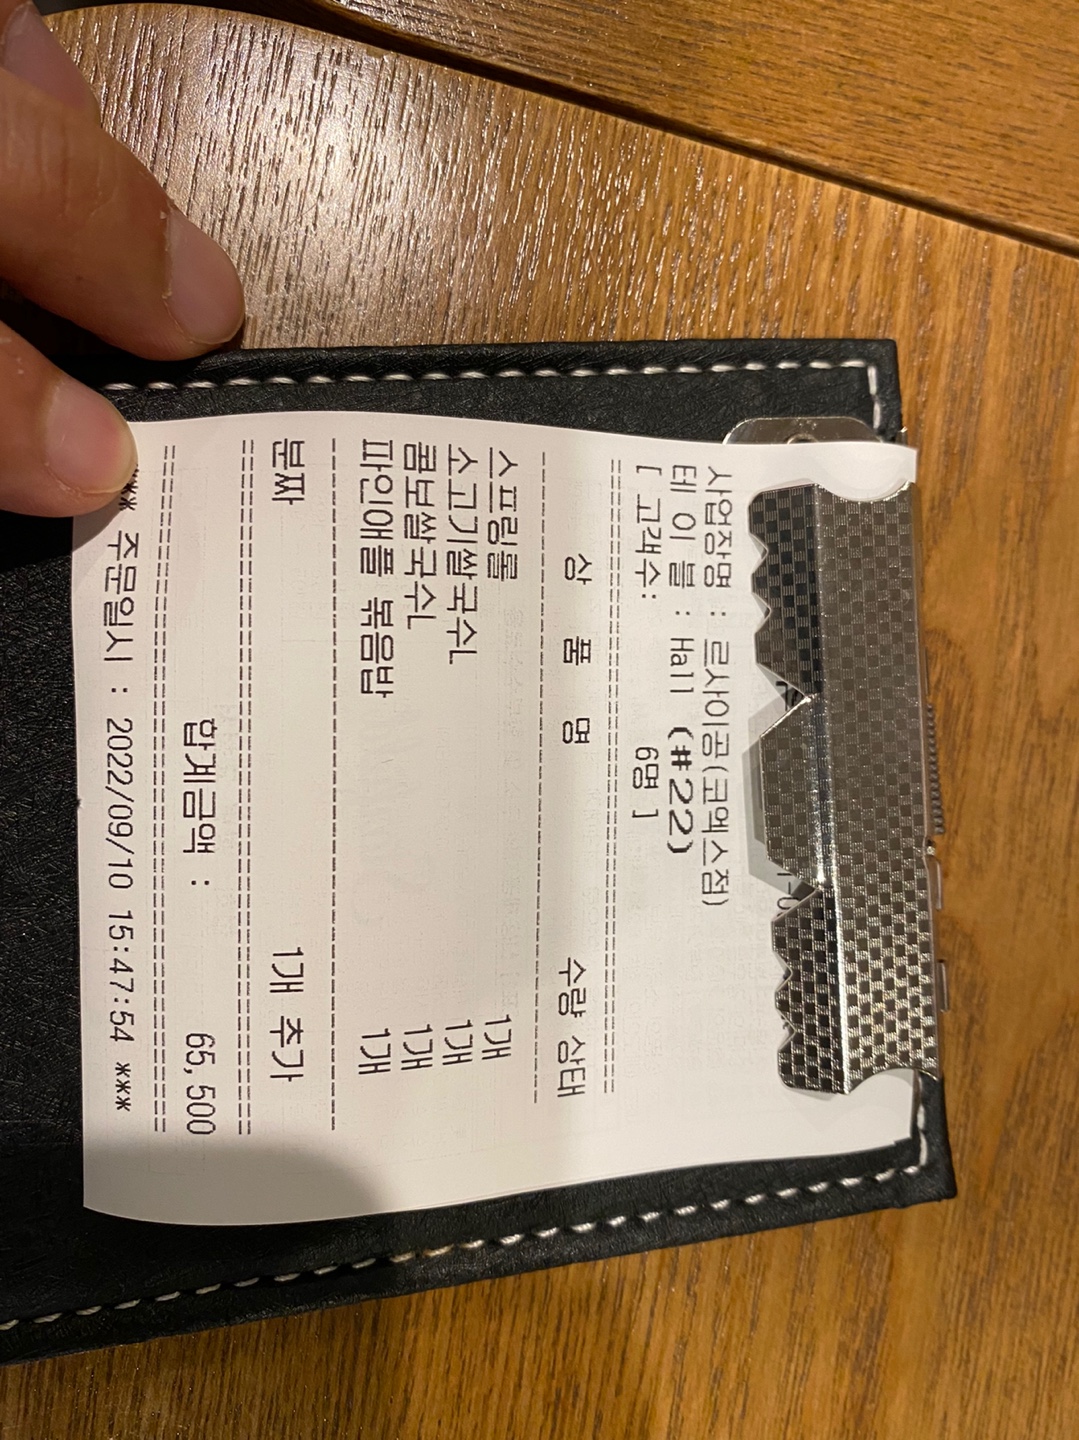 사업장명 : 르사이공(코엑스점)
테 이 블 : Hall (#22)
[ 고객수: 6명 ]
상 품 명 수량 상태
스프링롤 1개
소고기쌀국수L 1개
콤보쌀국수L 1개
파인애플 볶음밥 1개
분짜 1개 추가
합계금액 : 65,500
*** 주문일시 : 2022/09/10 15:47:54 ***